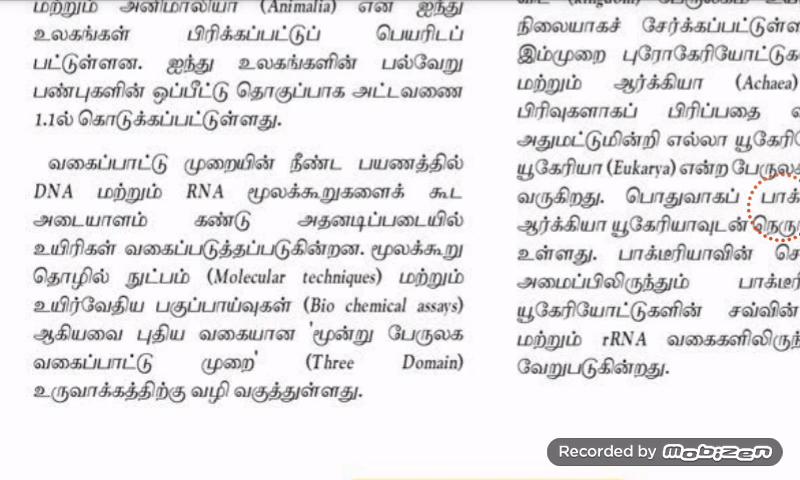 மற்றும் அனிமாலியா (Animalia) என ஐந்து
உலகங்கள் பிரிக்கப்பட்டுப் பெயரிடப்
பட்டுள்ளன. ஐந்து உலகங்களின் பல்வேறு
பண்புகளின் ஒப்பீட்டு தொகுப்பாக அட்டவணை
1.1ல் கொடுக்கப்பட்டுள்ளது.
வகைப்பாட்டு முறையின் நீண்ட பயணத்தில்
DNA மற்றும் RNA மூலக்கூறுகளைக் கூட
அடையாளம் கண்டு அதனடிப்படையில்
உயிரிகள் வகைப்படுத்தப்படுகின்றன. மூலக்கூறு
தொழில் நுட்பம் (Molecular techniques) மற்றும்
உயிர்வேதிய பகுப்பாய்வுகள் (Bio chemical assays)
ஆகியவை புதிய வகையான 'மூன்று பேருலக
வகைப்பாட்டு முறை' (Three Domain)
உருவாக்கத்திற்கு வழி வகுத்துள்ளது.
நிலையாகச் சேர்க்கப்பட்டுள்ள
இம்முறை புரோகேரியோட்டுக
மற்றும் ஆர்க்கியா (Achaea)
பிரிவுகளாகப் பிரிப்பதை
அதுமட்டுமின்றி எல்லா யூகேரி
யூகேரியா (Eukarya) என்ற பேருல
வருகிறது. பொதுவாகப் பாக்
ஆர்க்கியா யூகேரியாவுடன் நெரு
உள்ளது. பாக்டீரியாவின் செ
அமைப்பிலிருந்தும் பாக்டீரி
யூகேரியோட்டுகளின் சவ்வின்
மற்றும் rRNA வகைகளிலிருந்
வேறுபடுகின்றது.
Recorded by mobizen